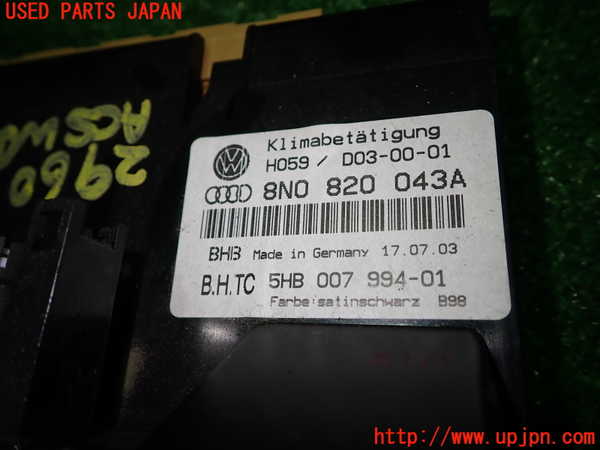 USED PARTS JAPAN
2960
ACSW
Klimabetätigung
H059 / D03-00-01
8N0 820 043A
BHB Made in Germany 17.07.03
B.H.TC 5HB 007 994-01
Farbe:satinschwarz B98
http://www.upjpn.com/